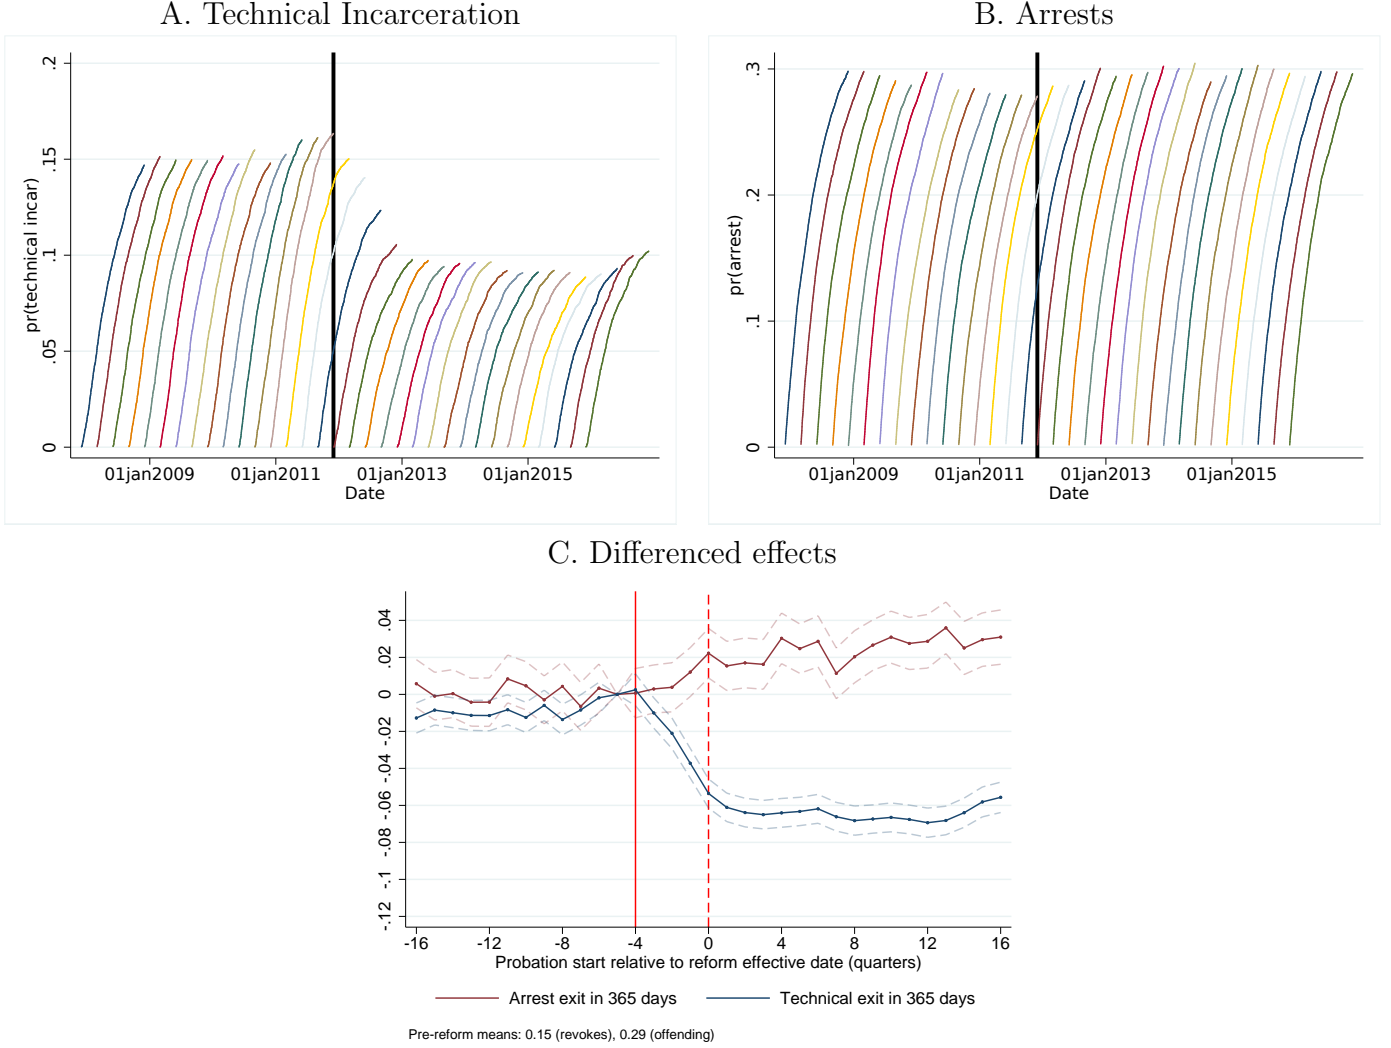 A. Technical Incarceration
pr(technical incar)
.2
.15
.1
.05
0
01jan2009 01jan2011 01jan2013 01jan2015
Date
B. Arrests
pr(arrest)
.3
.2
.1
0
01jan2009 01jan2011 01jan2013 01jan2015
Date
C. Differenced effects
.04
.02
0
-.02
-.04
-.06
-.08
-.1
-.12
-16 -12 -8 -4 0 4 8 12 16
Probation start relative to reform effective date (quarters)
Arrest exit in 365 days Technical exit in 365 days
Pre-reform means: 0.15 (revokes), 0.29 (offending)